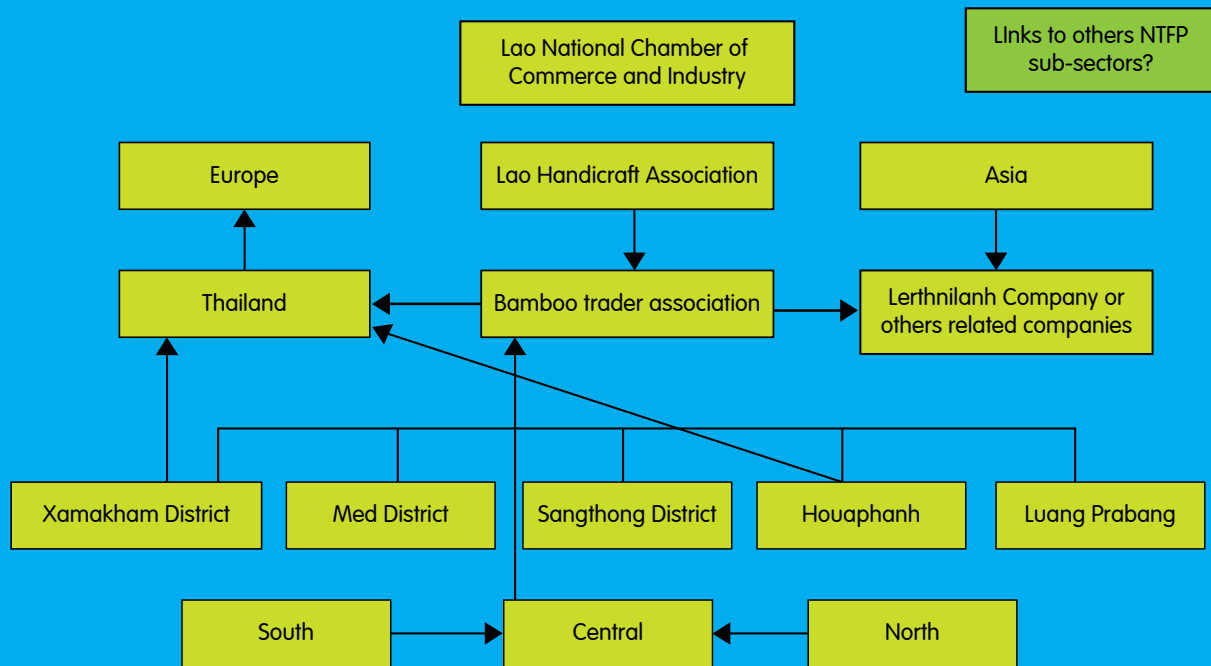 Lao National Chamber of
Commerce and Industry
LInks to others NTFP
sub-sectors?
Europe
Lao Handicraft Association
Asia
Thailand
Bamboo trader association
Lerthnilanh Company or
others related companies
Xamakham District
Med District
Sangthong District
Houaphanh
Luang Prabang
South
Central
North